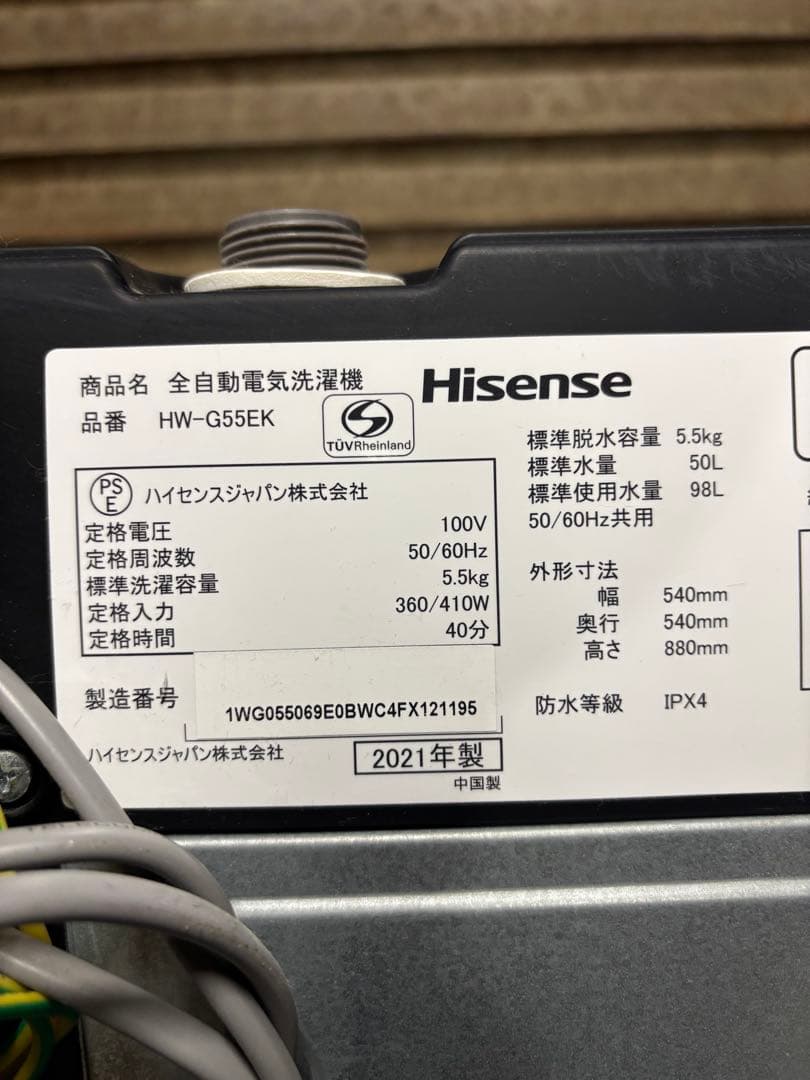 商品名 全自動電気洗濯機
品番 HW-G55EK
TÜVRheinland
Hisense
PSE ハイセンスジャパン株式会社
定格電圧 100V
定格周波数 50/60Hz
標準洗濯容量 5.5kg
定格入力 360/410W
定格時間 40分
製造番号 1WG055069E0BWC4FX121195
ハイセンスジャパン株式会社 2021年製
中国製
標準脱水容量 5.5kg
標準水量 50L
標準使用水量 98L
50/60Hz共用
外形寸法
幅 540mm
奥行 540mm
高さ 880mm
防水等級 IPX4